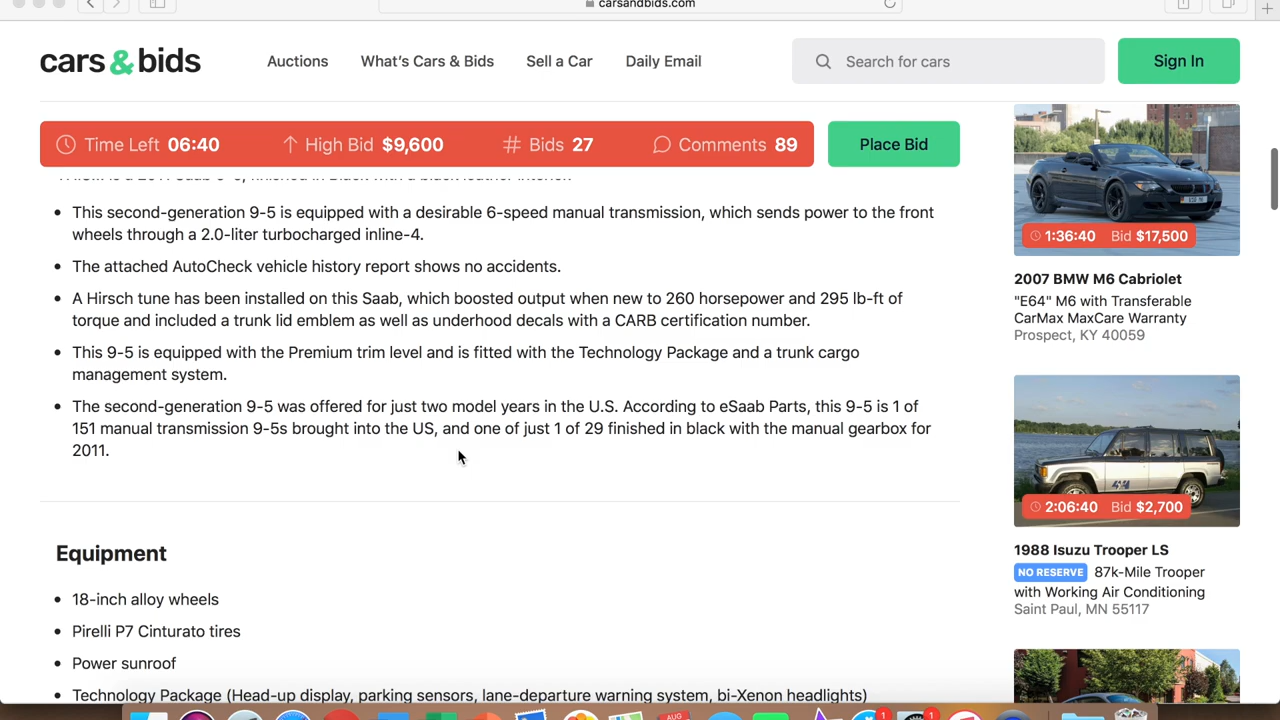 carsandbids.com
cars & bids
Auctions
What's Cars & Bids
Sell a Car
Daily Email
Search for cars
Sign In
Time Left 06:40
High Bid $9,600
# Bids 27
Comments 89
Place Bid
• This second-generation 9-5 is equipped with a desirable 6-speed manual transmission, which sends power to the front
wheels through a 2.0-liter turbocharged inline-4.
• The attached AutoCheck vehicle history report shows no accidents.
• A Hirsch tune has been installed on this Saab, which boosted output when new to 260 horsepower and 295 lb-ft of
torque and included a trunk lid emblem as well as underhood decals with a CARB certification number.
• This 9-5 is equipped with the Premium trim level and is fitted with the Technology Package and a trunk cargo
management system.
• The second-generation 9-5 was offered for just two model years in the U.S. According to eSaab Parts, this 9-5 is 1 of
151 manual transmission 9-5s brought into the US, and one of just 1 of 29 finished in black with the manual gearbox for
2011.
Equipment
• 18-inch alloy wheels
• Pirelli P7 Cinturato tires
• Power sunroof
• Technology Package (Head-up display, parking sensors, lane-departure warning system, bi-Xenon headlights)
1:36:40 Bid $17,500
2007 BMW M6 Cabriolet
"E64" M6 with Transferable
CarMax MaxCare Warranty
Prospect, KY 40059
2:06:40 Bid $2,700
1988 Isuzu Trooper LS
NO RESERVE 87k-Mile Trooper
with Working Air Conditioning
Saint Paul, MN 55117
AUG
1
1